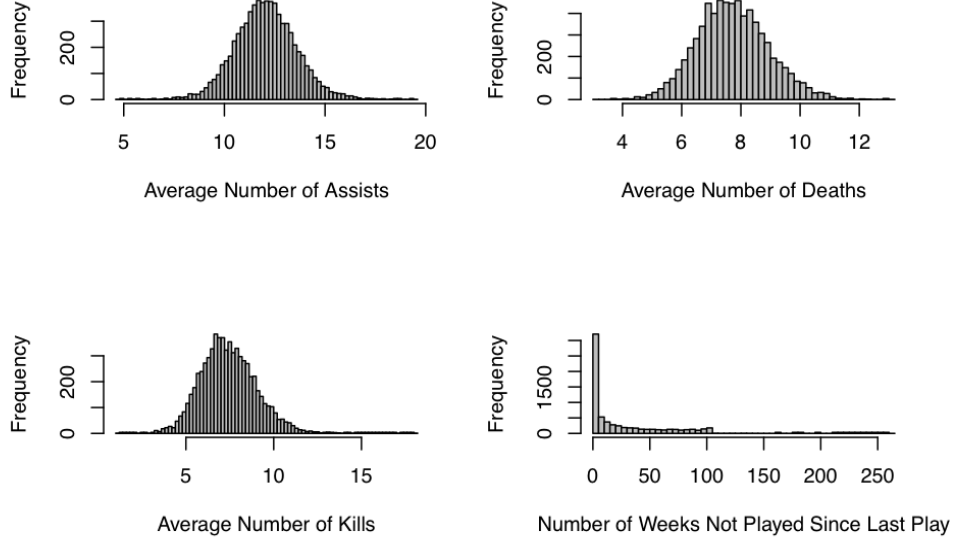 Frequency
0 200
5 10 15 20
Average Number of Assists
Frequency
0 200
4 6 8 10 12
Average Number of Deaths
Frequency
0 200
5 10 15
Average Number of Kills
Frequency
0 1500
0 50 100 150 200 250
Number of Weeks Not Played Since Last Play